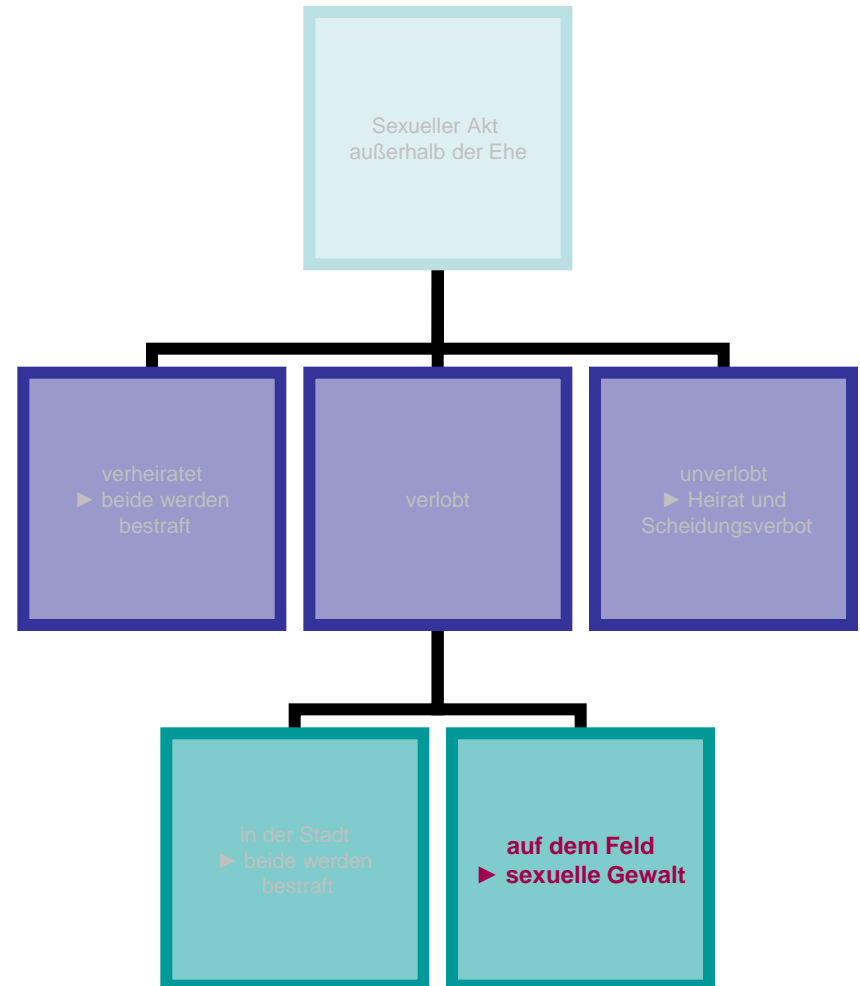 Sexueller Akt
außerhalb der Ehe
verheiratet
► beide werden
bestraft
verlobt
unverlobt
► Heirat und
Scheidungsverbot
in der Stadt
► beide werden
bestraft
auf dem Feld
► sexuelle Gewalt